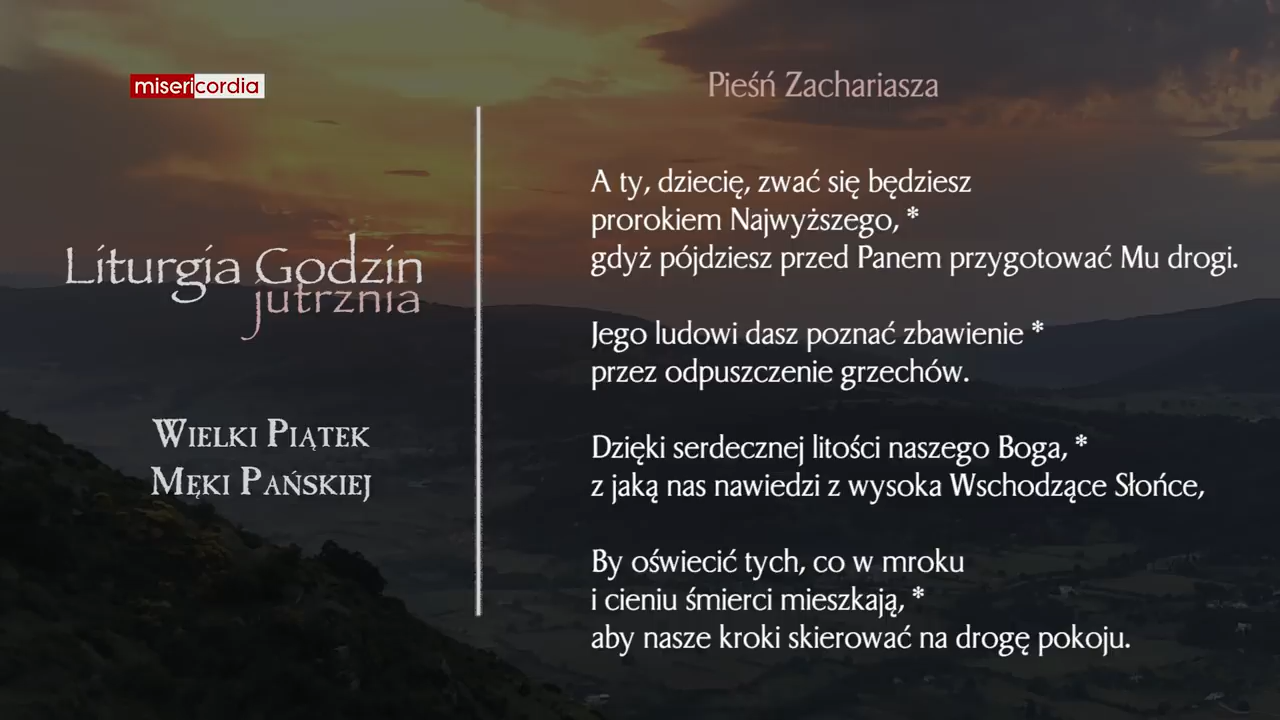 misericordia
Liturgia Godzin
jutrznia
Wielki Piątek
Męki Pańskiej
Pieśń Zachariasza
A ty, dziecię, zwać się będziesz
prorokiem Najwyższego, *
gdyż pójdziesz przed Panem przygotować Mu drogi.
Jego ludowi dasz poznać zbawienie *
przez odpuszczenie grzechów.
Dzięki serdecznej litości naszego Boga, *
z jaką nas nawiedzi z wysoka Wschodzące Słońce,
By oświecić tych, co w mroku
i cieniu śmierci mieszkają, *
aby nasze kroki skierować na drogę pokoju.